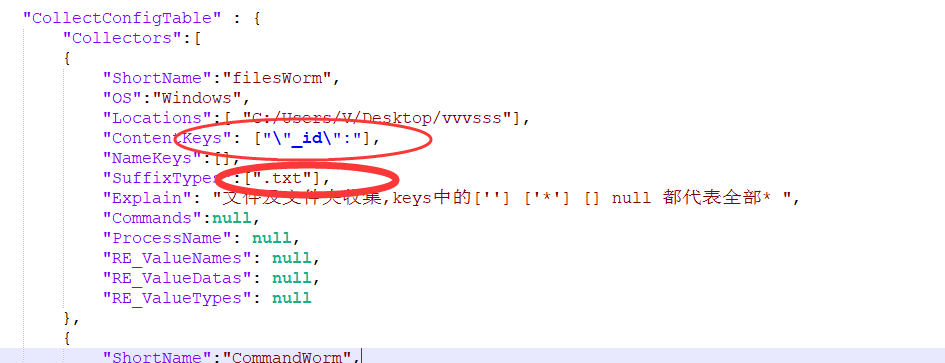 "CollectConfigTable" : {
"Collectors":[
{
"ShortName":"filesWorm",
"OS":"Windows",
"Locations":[ "C:/Users/V/Desktop/vvvsss"],
"ContentKeys": ["\"_id\":"],
"NameKeys":[],
"SuffixTypes":[".txt"],
"Explain": "文件及文件夹收集,keys中的[''] ['*'] [] null 都代表全部* ",
"Commands":null,
"ProcessName": null,
"RE_ValueNames": null,
"RE_ValueDatas": null,
"RE_ValueTypes": null
},
{
"ShortName":"CommandWorm",